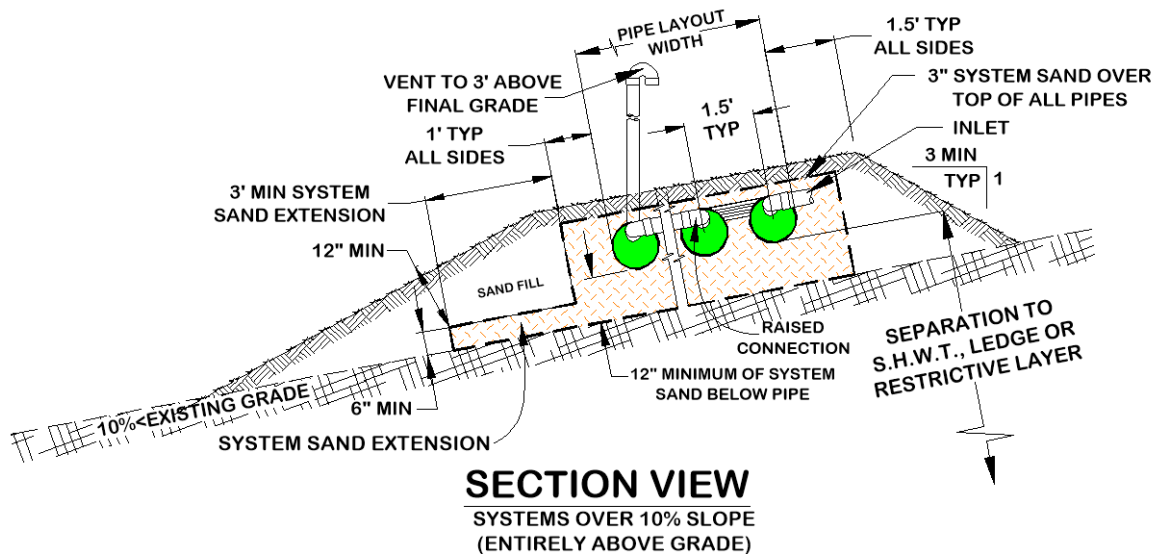 PIPE LAYOUT
WIDTH
1.5' TYP
ALL SIDES
VENT TO 3' ABOVE
FINAL GRADE
3" SYSTEM SAND OVER
TOP OF ALL PIPES
1.5'
TYP
INLET
1' TYP
ALL SIDES
3 MIN
TYP
1
3' MIN SYSTEM
SAND EXTENSION
12" MIN
SAND FILL
RAISED
CONNECTION
SEPARATION TO
S.H.W.T., LEDGE OR
RESTRICTIVE LAYER
12" MINIMUM OF SYSTEM
SAND BELOW PIPE
10%<EXISTING GRADE
6" MIN
SYSTEM SAND EXTENSION
SECTION VIEW
SYSTEMS OVER 10% SLOPE
(ENTIRELY ABOVE GRADE)